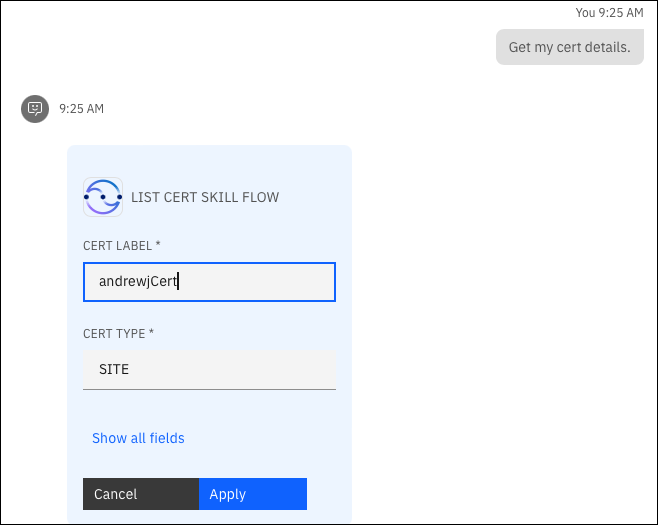 You 9:25 AM
Get my cert details.
9:25 AM
LIST CERT SKILL FLOW
CERT LABEL *
andrewjCert
CERT TYPE *
SITE
Show all fields
Cancel Apply